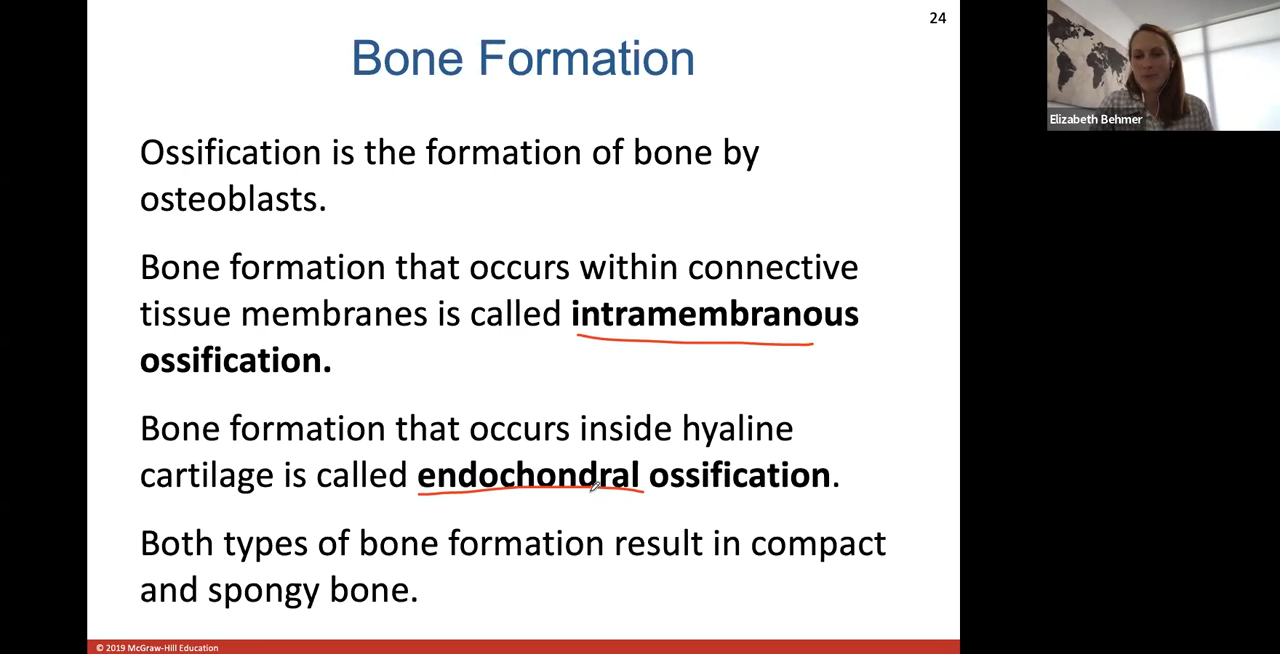 24
Bone Formation
Elizabeth Behmer
Ossification is the formation of bone by
osteoblasts.
Bone formation that occurs within connective
tissue membranes is called intramembranous
ossification.
Bone formation that occurs inside hyaline
cartilage is called endochondral ossification.
Both types of bone formation result in compact
and spongy bone.
© 2019 McGraw-Hill Education